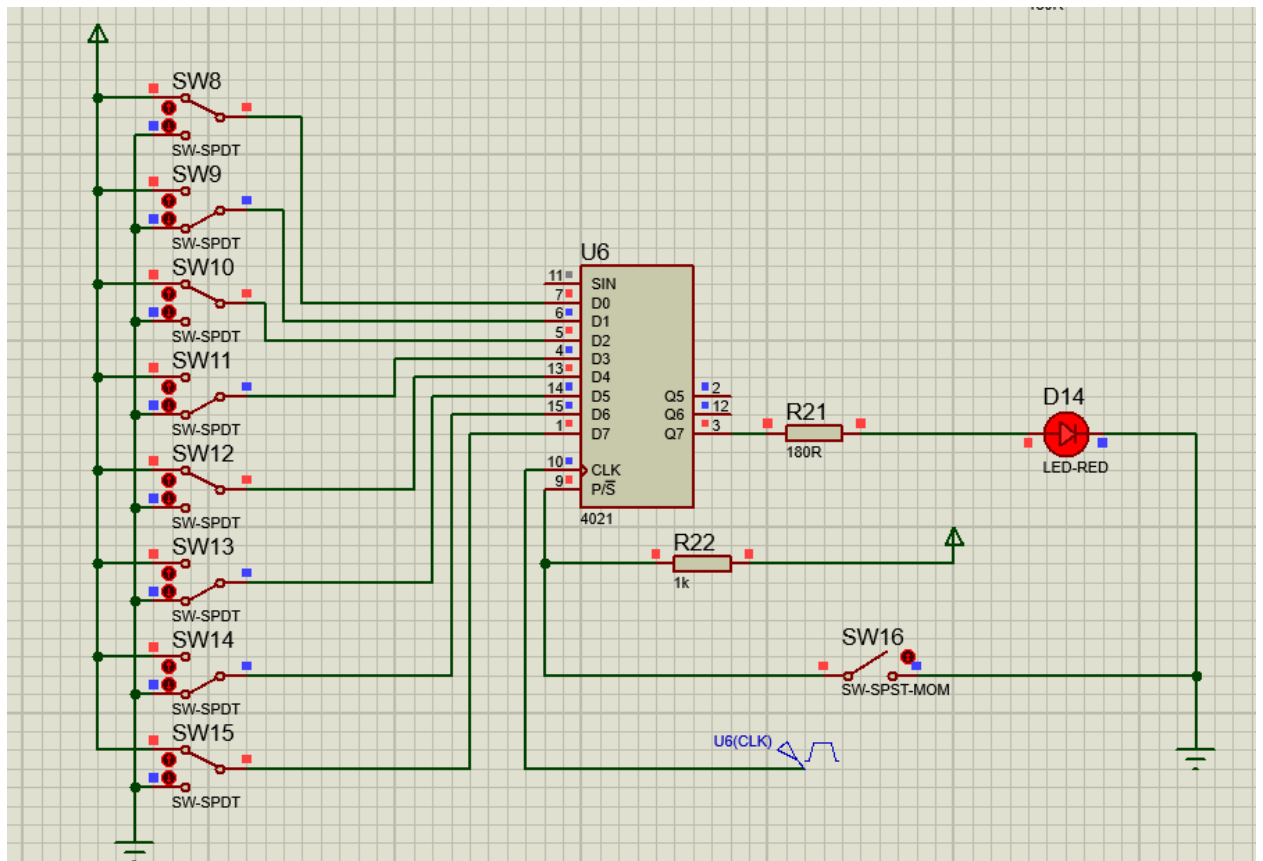 SW8
SW-SPDT
SW9
SW-SPDT
SW10
SW-SPDT
SW11
SW-SPDT
SW12
SW-SPDT
SW13
SW-SPDT
SW14
SW-SPDT
SW15
SW-SPDT
U6
11 SIN
7 D0
6 D1
5 D2
4 D3
13 D4
14 D5
15 D6
1 D7
10 CLK
9 P/S
Q5 2
Q6 12
Q7 3
4021
R21
180R
D14
LED-RED
R22
1k
SW16
SW-SPST-MOM
U6(CLK)